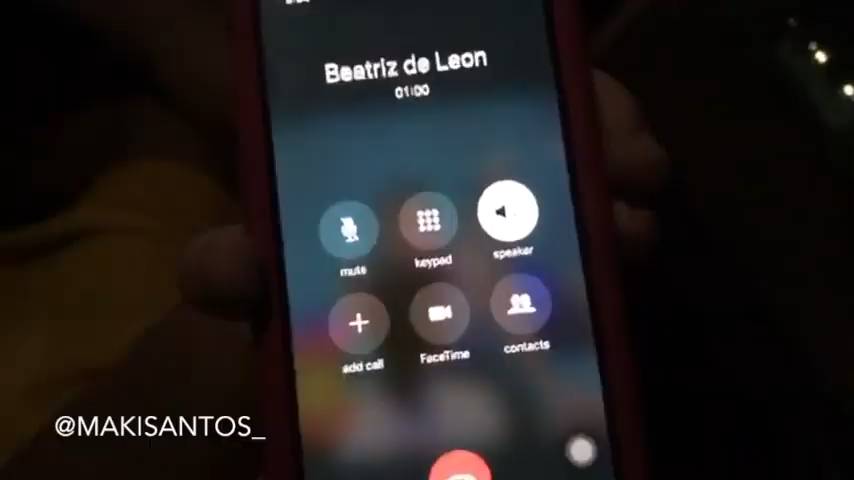 Beatriz de Leon
01:00
mute
keypad
speaker
add call
FaceTime
contacts
@MAKISANTOS_